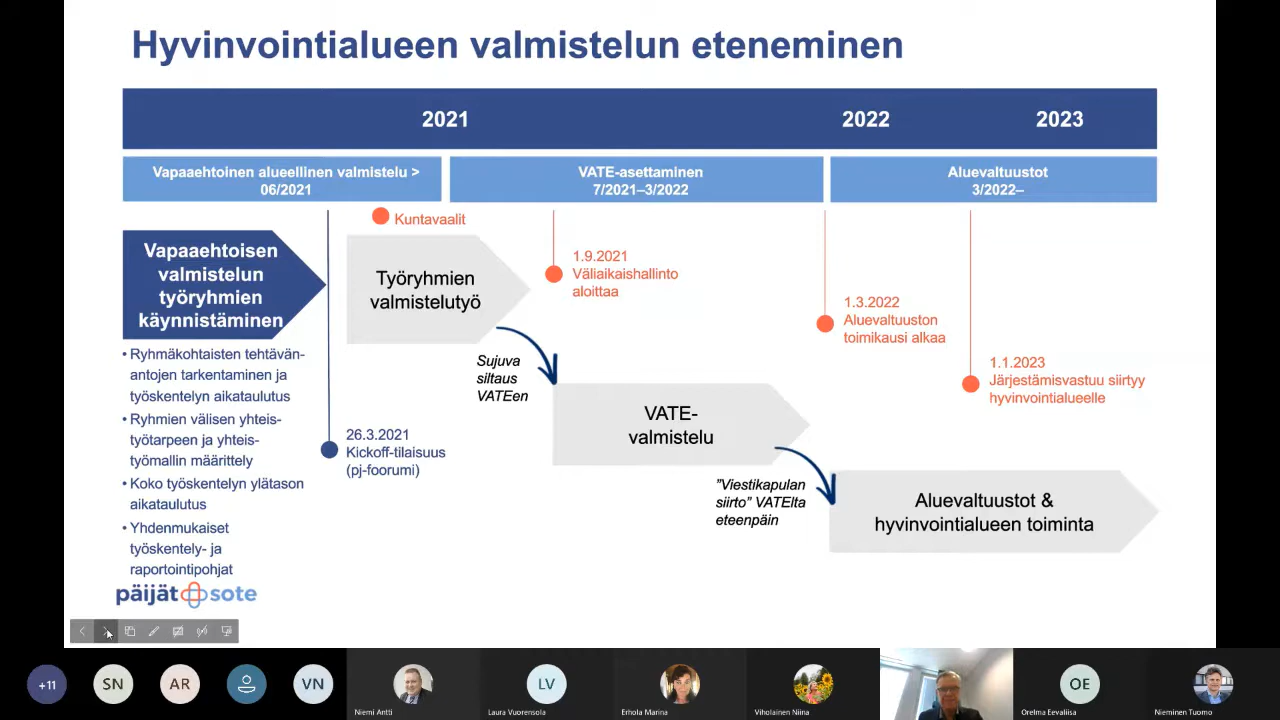 Hyvinvointialueen valmistelun eteneminen
2021
2022
2023
Vapaaehtoinen alueellinen valmistelu >
06/2021
VATE-asettaminen
7/2021–3/2022
Aluevaltuustot
3/2022–
Kuntavaalit
Vapaaehtoisen
valmistelun
työryhmien
käynnistäminen
Työryhmien
valmistelutyö
1.9.2021
Väliaikaishallinto
aloittaa
1.3.2022
Aluevaltuuston
toimikausi alkaa
1.1.2023
Järjestämisvastuu siirtyy
hyvinvointialueelle
• Ryhmäkohtaisten tehtävän-
antojen tarkentaminen ja
työskentelyn aikataulutus
• Ryhmien välisen yhteis-
työtarpeen ja yhteis-
työmallin määrittely
• Koko työskentelyn ylätason
aikataulutus
• Yhdenmukaiset
työskentely- ja
raportointipohjat
26.3.2021
Kickoff-tilaisuus
(pj-foorumi)
Sujuva
siltaus
VATEen
VATE-
valmistelu
”Viestikapulan
siirto” VATElta
eteenpäin
Aluevaltuustot &
hyvinvointialueen toiminta
päijät sote
+11
SN
AR
VN
Niemi Antti
LV
Laura Vuorensola
Erhola Marina
Viholainen Niina
OE
Orelma Eevaliisa
Nieminen Tuomo